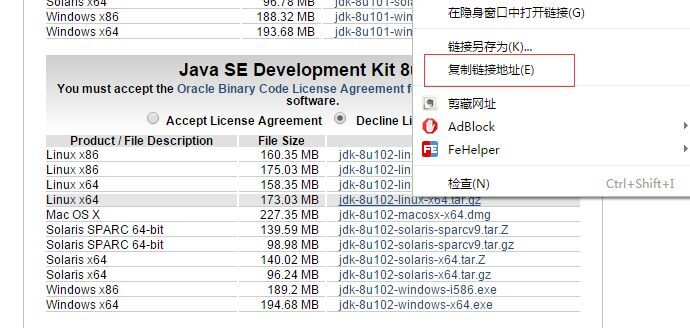 Solaris x64 96.78 MB jdk-8u101-sola
Windows x86 188.32 MB jdk-8u101-win
Windows x64 193.68 MB jdk-8u101-win
Java SE Development Kit 8u
You must accept the Oracle Binary Code License Agreement f
software.
Accept License Agreement Decline Li
Product / File Description File Size
Linux x86 160.35 MB jdk-8u102-lin
Linux x86 175.03 MB jdk-8u102-lin
Linux x64 158.35 MB jdk-8u102-lin
Linux x64 173.03 MB jdk-8u102-linux-x64.tar.gz
Mac OS X 227.35 MB jdk-8u102-macosx-x64.dmg
Solaris SPARC 64-bit 139.59 MB jdk-8u102-solaris-sparcv9.tar.Z
Solaris SPARC 64-bit 98.98 MB jdk-8u102-solaris-sparcv9.tar.gz
Solaris x64 140.02 MB jdk-8u102-solaris-x64.tar.Z
Solaris x64 96.24 MB jdk-8u102-solaris-x64.tar.gz
Windows x86 189.2 MB jdk-8u102-windows-i586.exe
Windows x64 194.68 MB jdk-8u102-windows-x64.exe
在隐身窗口中打开链接(G)
链接另存为(K)...
复制链接地址(E)
剪藏网址
AdBlock
FeHelper
检查(N) Ctrl+Shift+I